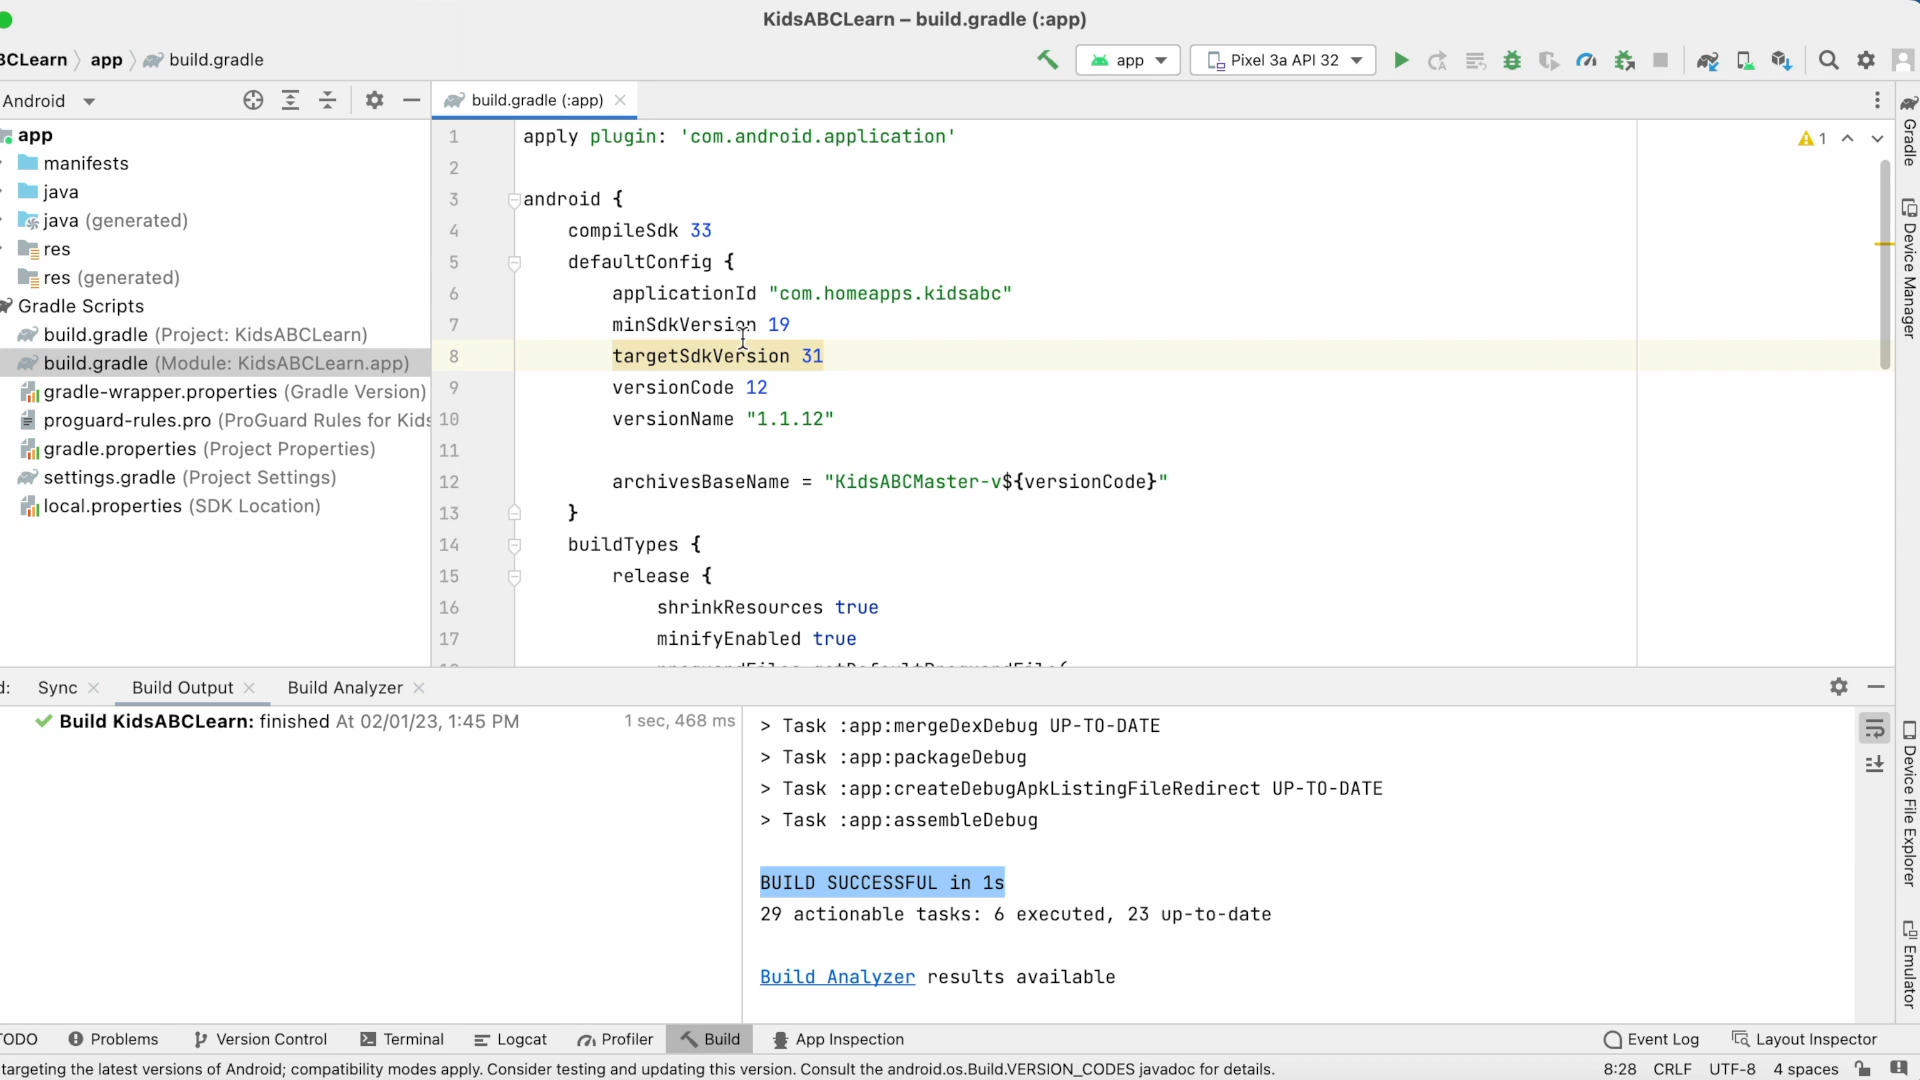 KidsABCLearn – build.gradle (:app)
BCLearn 〉 app 〉 build.gradle
app
Pixel 3a API 32
Android
build.gradle (:app)
app
manifests
java
java (generated)
res
res (generated)
Gradle Scripts
build.gradle (Project: KidsABCLearn)
build.gradle (Module: KidsABCLearn.app)
gradle-wrapper.properties (Gradle Version)
proguard-rules.pro (ProGuard Rules for Kids
gradle.properties (Project Properties)
settings.gradle (Project Settings)
local.properties (SDK Location)
1 apply plugin: 'com.android.application'
2
3 android {
4 compileSdk 33
5 defaultConfig {
6 applicationId "com.homeapps.kidsabc"
7 minSdkVersion 19
8 targetSdkVersion 31
9 versionCode 12
10 versionName "1.1.12"
11
12 archivesBaseName = "KidsABCMaster-v${versionCode}"
13 }
14 buildTypes {
15 release {
16 shrinkResources true
17 minifyEnabled true
1
Gradle
Device Manager
Device File Explorer
Emulator
d: Sync Build Output Build Analyzer
Build KidsABCLearn: finished At 02/01/23, 1:45 PM 1 sec, 468 ms
> Task :app:mergeDexDebug UP-TO-DATE
> Task :app:packageDebug
> Task :app:createDebugApkListingFileRedirect UP-TO-DATE
> Task :app:assembleDebug
BUILD SUCCESSFUL in 1s
29 actionable tasks: 6 executed, 23 up-to-date
Build Analyzer results available
TODO Problems Version Control Terminal Logcat Profiler Build App Inspection Event Log Layout Inspector
targeting the latest versions of Android; compatibility modes apply. Consider testing and updating this version. Consult the android.os.Build.VERSION_CODES javadoc for details. 8:28 CRLF UTF-8 4 spaces